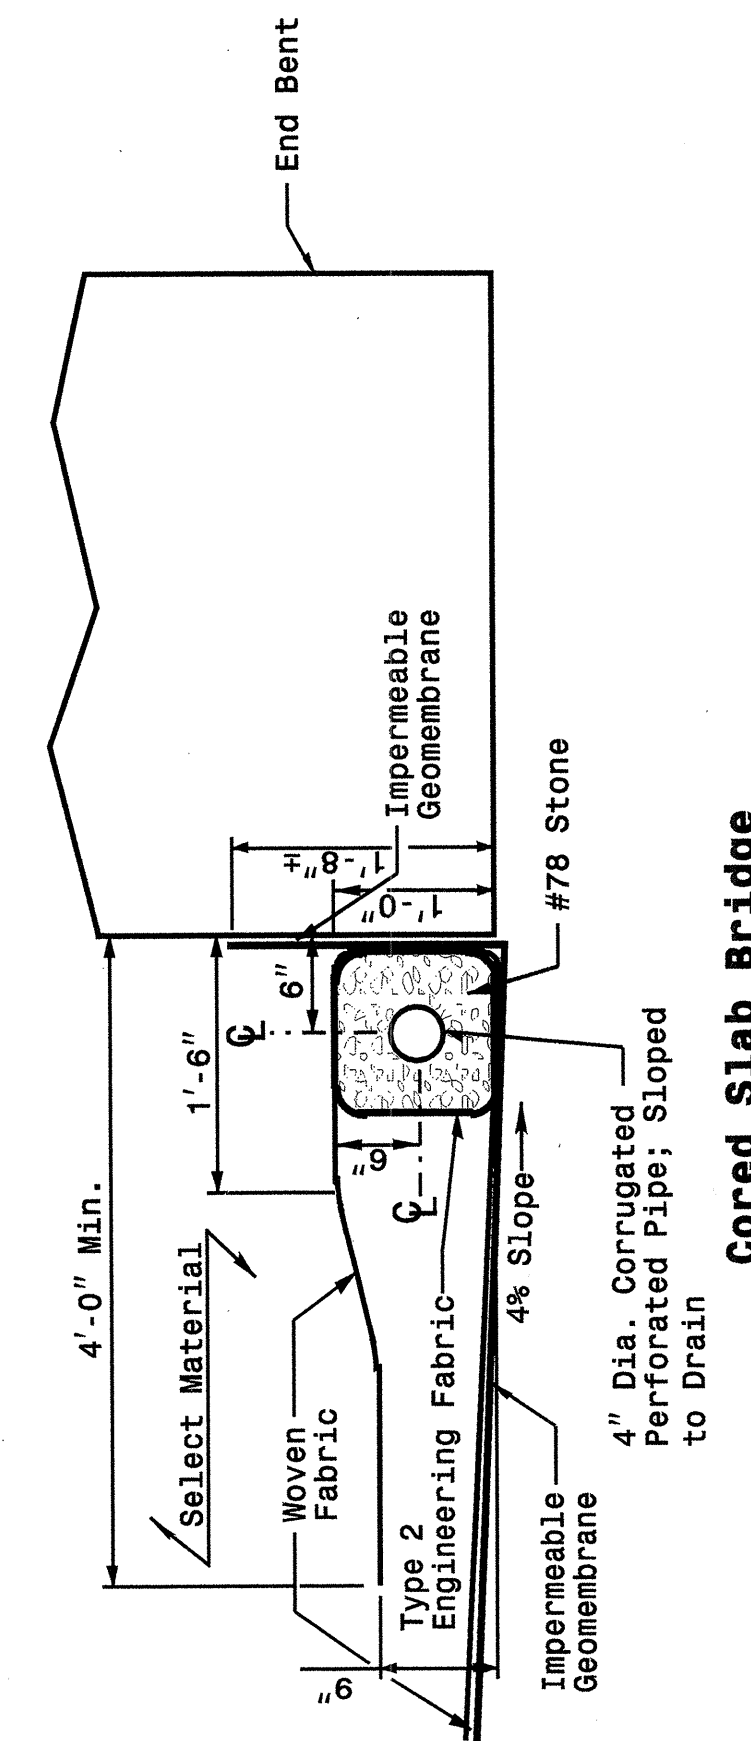 4'-0" Min.
Select Material
1'-6"
℄
6"
End Bent
1'-8"±
1'-0"
Woven
Fabric
9"
6"
℄
Impermeable
Geomembrane
Type 2
Engineering Fabric
4% Slope
#78 Stone
Impermeable
Geomembrane
4" Dia. Corrugated
Perforated Pipe; Sloped
to Drain
Cored Slab Bridge